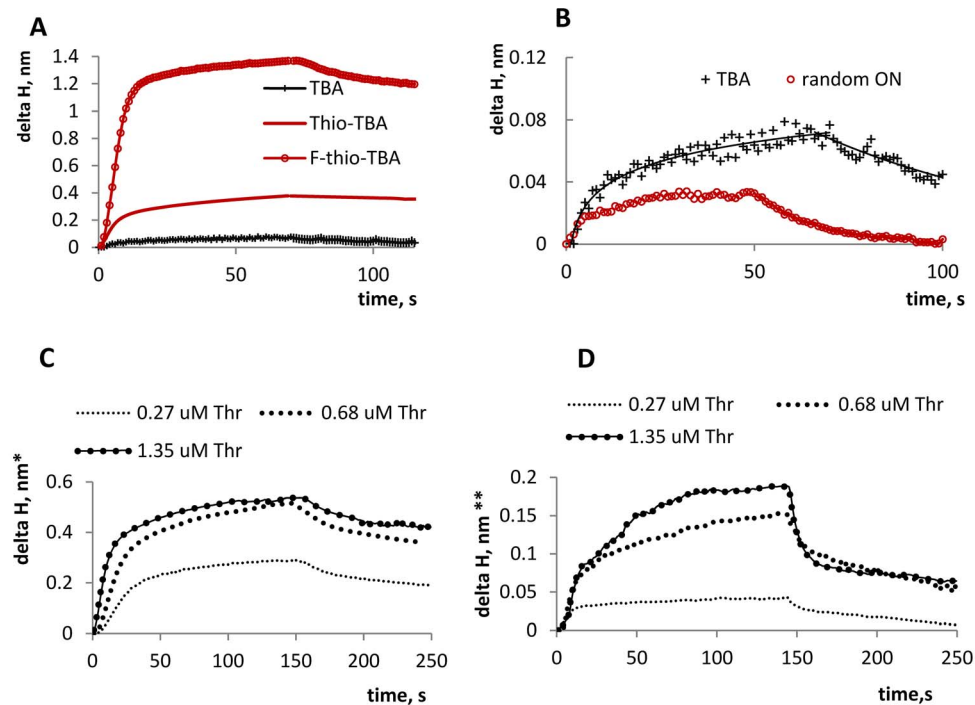 A
delta H, nm
1.4
1.2
1
0.8
0.6
0.4
0.2
0
0 50 100
time, s
TBA
Thio-TBA
F-thio-TBA
B
delta H, nm
0.12
0.08
0.04
0
0 50 100
time, s
TBA random ON
C
0.27 uM Thr 0.68 uM Thr
1.35 uM Thr
delta H, nm*
0.6
0.4
0.2
0
0 50 100 150 200 250
time,s
D
0.27 uM Thr 0.68 uM Thr
1.35 uM Thr
delta H, nm **
0.2
0.15
0.1
0.05
0
0 50 100 150 200 250
time,s